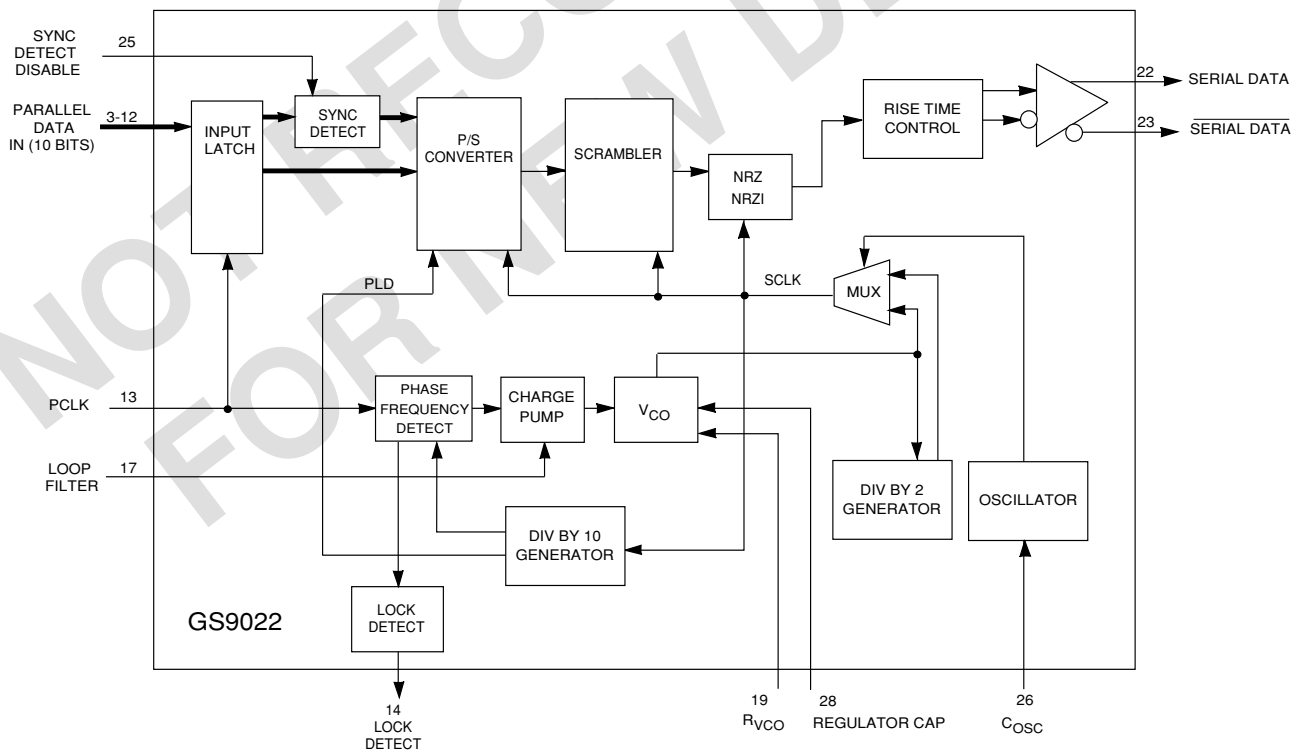 NOT RECO
FOR NEW DE
SYNC
DETECT
DISABLE
25
PARALLEL
DATA
IN (10 BITS)
3-12
INPUT
LATCH
SYNC
DETECT
P/S
CONVERTER
SCRAMBLER
NRZ
NRZI
RISE TIME
CONTROL
22
SERIAL DATA
23
SERIAL DATA
PLD
SCLK
MUX
PCLK
13
PHASE
FREQUENCY
DETECT
CHARGE
PUMP
VCO
LOOP
FILTER
17
DIV BY 10
GENERATOR
DIV BY 2
GENERATOR
OSCILLATOR
LOCK
DETECT
GS9022
14
LOCK
DETECT
19
RVCO
28
REGULATOR CAP
26
COSC